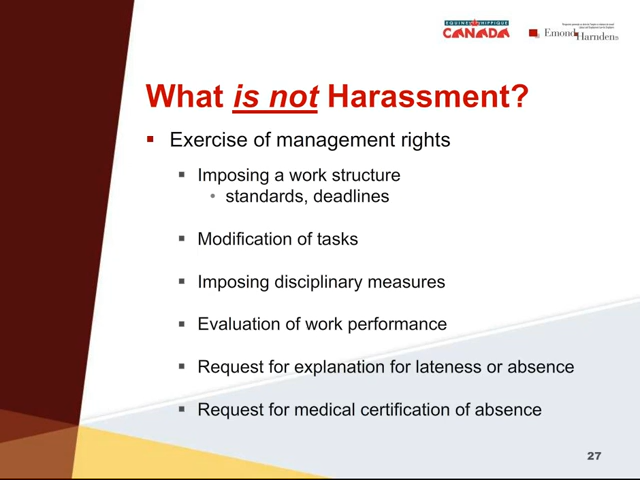 EQUINE HIPPIQUE
CANADA
Emond Harnden
What is not Harassment?
Exercise of management rights
Imposing a work structure
standards, deadlines
Modification of tasks
Imposing disciplinary measures
Evaluation of work performance
Request for explanation for lateness or absence
Request for medical certification of absence
27